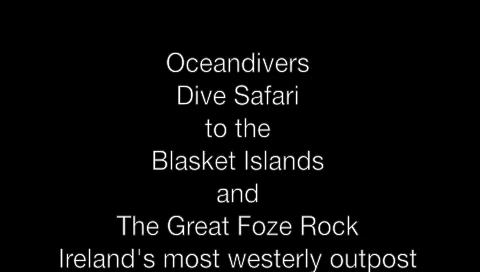 Oceandivers
Dive Safari
to the
Blasket Islands
and
The Great Foze Rock
Ireland's most westerly outpost